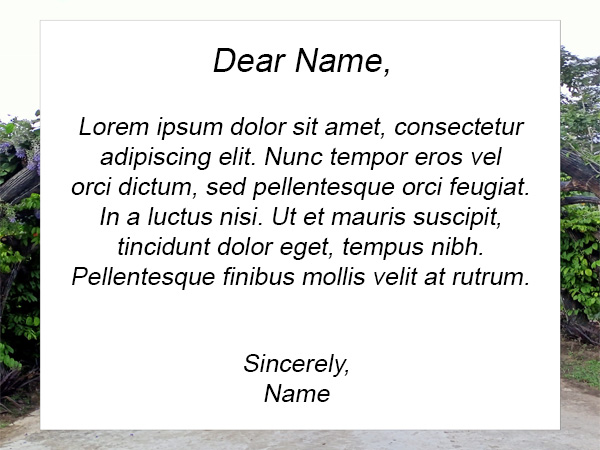 Dear Name,
Lorem ipsum dolor sit amet, consectetur
adipiscing elit. Nunc tempor eros vel
orci dictum, sed pellentesque orci feugiat.
In a luctus nisi. Ut et mauris suscipit,
tincidunt dolor eget, tempus nibh.
Pellentesque finibus mollis velit at rutrum.
Sincerely,
Name